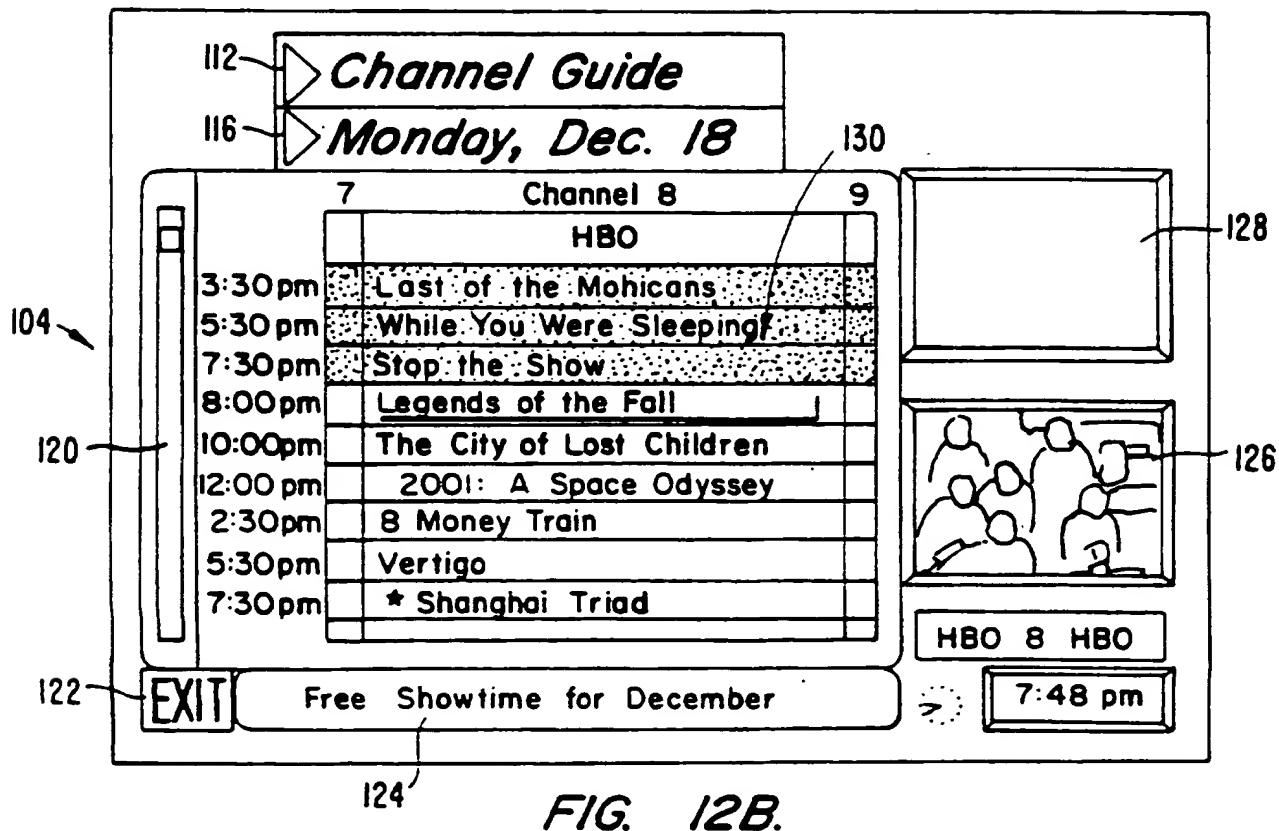 112 Channel Guide
116 Monday, Dec. 18
130
7 Channel 8 9
HBO
128
3:30pm Last of the Mohicans
104
5:30pm While You Were Sleeping
7:30pm Stop the Show
8:00pm Legends of the Fall
120
10:00pm The City of Lost Children
126
12:00 pm 2001: A Space Odyssey
2:30pm 8 Money Train
5:30pm Vertigo
7:30pm * Shanghai Triad
HBO 8 HBO
122 EXIT Free Showtime for December 7:48 pm
124
FIG. 12B.